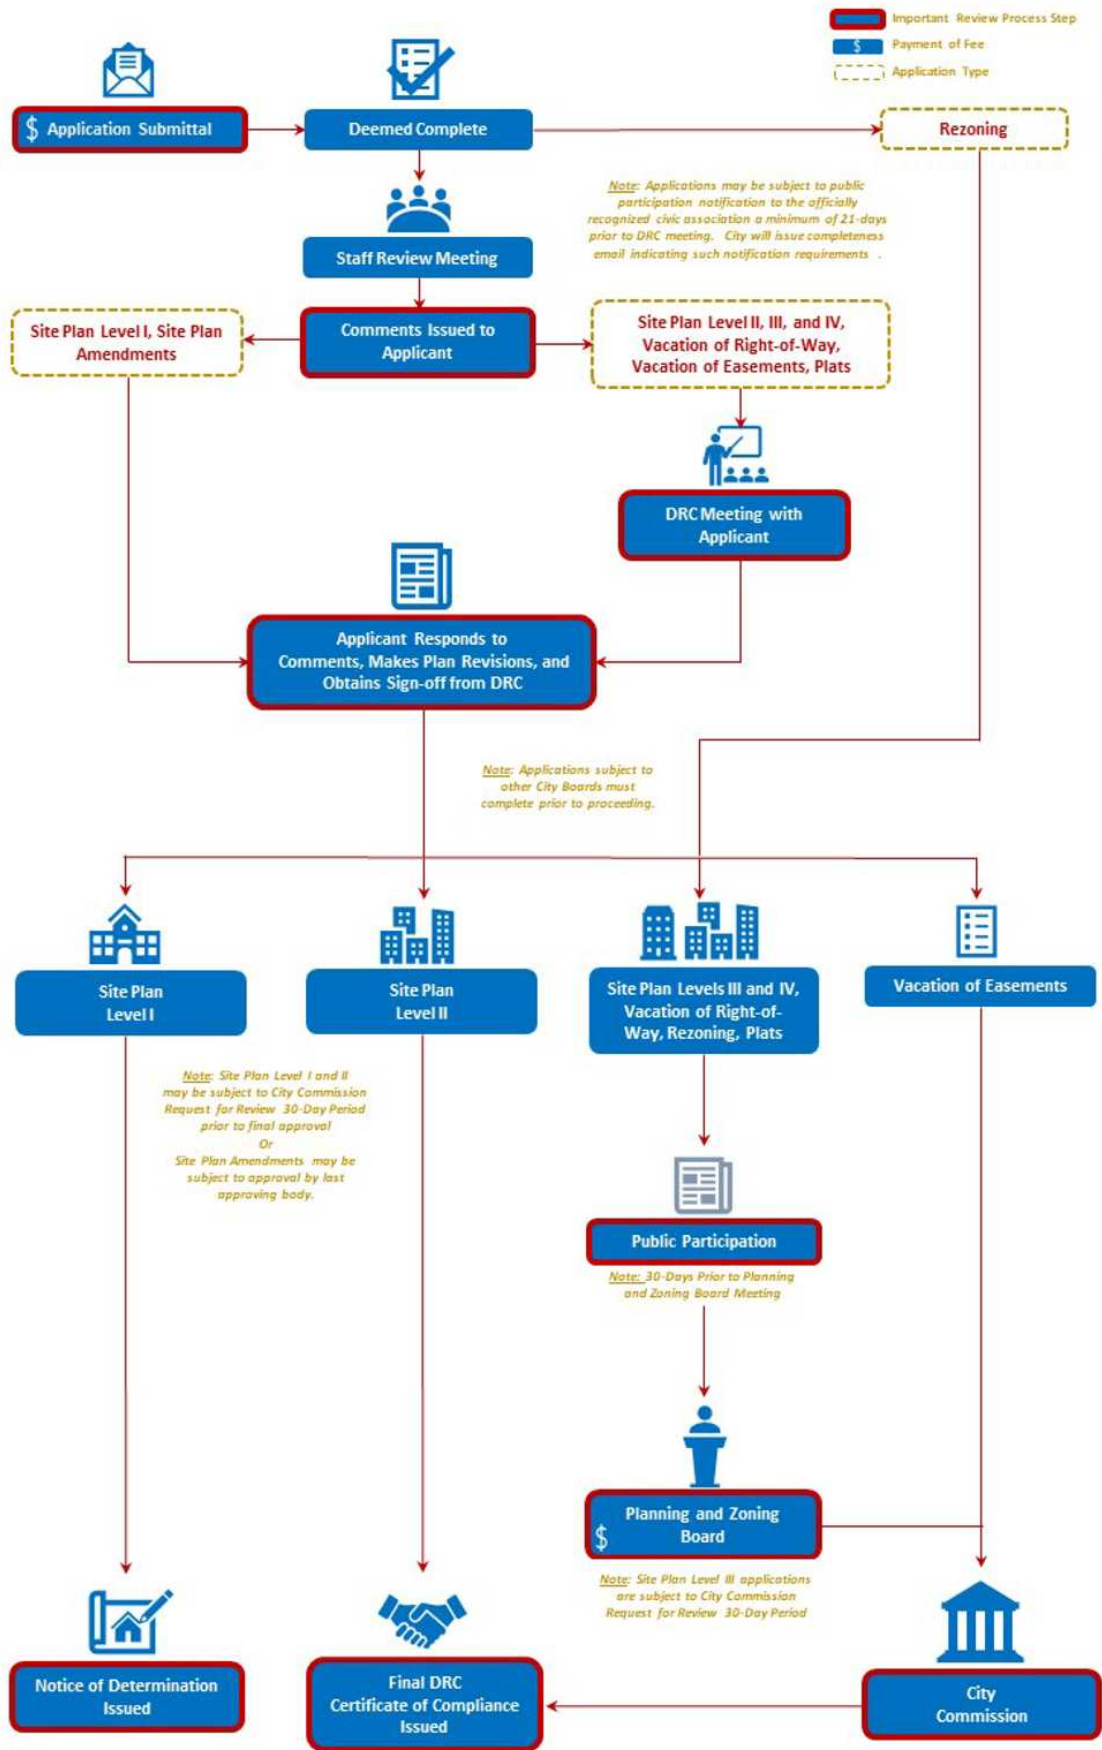 Important Review Process Step
$ Payment of Fee
Application Type
$ Application Submittal
Deemed Complete
Rezoning
Note: Applications may be subject to public
participation notification to the officially
recognized civic association a minimum of 21-days
prior to DRC meeting. City will issue completeness
email indicating such notification requirements .
Staff Review Meeting
Site Plan Level I, Site Plan
Amendments
Comments Issued to
Applicant
Site Plan Level II, III, and IV,
Vacation of Right-of-Way,
Vacation of Easements, Plats
DRC Meeting with
Applicant
Applicant Responds to
Comments, Makes Plan Revisions, and
Obtains Sign-off from DRC
Note: Applications subject to
other City Boards must
complete prior to proceeding.
Site Plan
Level I
Site Plan
Level II
Site Plan Levels III and IV,
Vacation of Right-of-
Way, Rezoning, Plats
Vacation of Easements
Note: Site Plan Level I and II
may be subject to City Commission
Request for Review 30-Day Period
prior to final approval
Or
Site Plan Amendments may be
subject to approval by last
approving body.
Public Participation
Note: 30-Days Prior to Planning
and Zoning Board Meeting
Planning and Zoning
$ Board
Note: Site Plan Level III applications
are subject to City Commission
Request for Review 30-Day Period
Notice of Determination
Issued
Final DRC
Certificate of Compliance
Issued
City
Commission